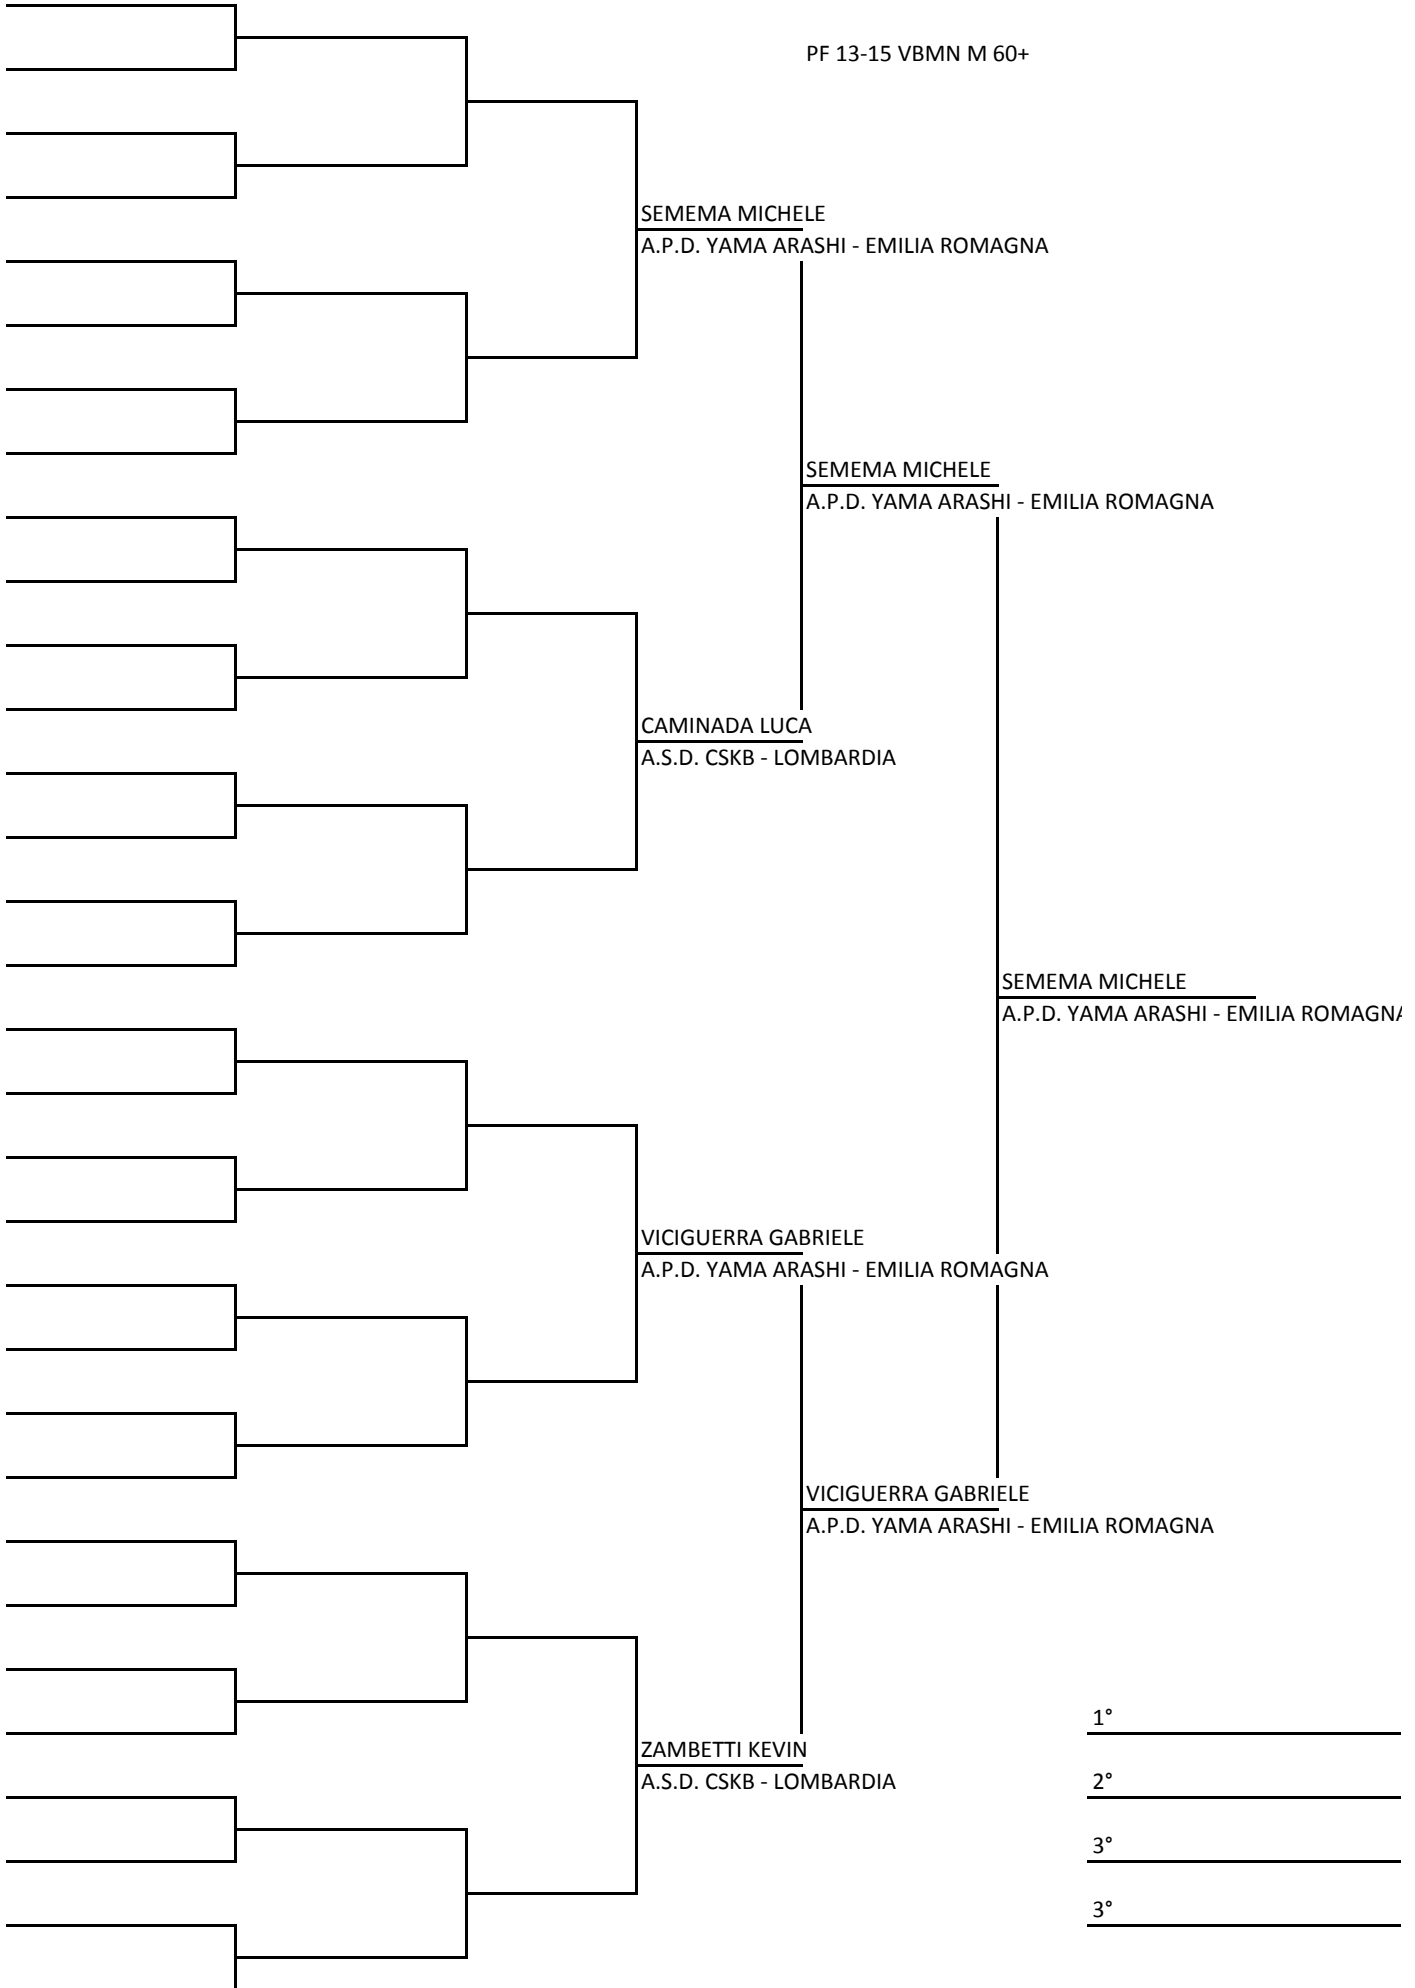 PF 13-15 VBMN M 60+
SEMEMA MICHELE
A.P.D. YAMA ARASHI - EMILIA ROMAGNA
SEMEMA MICHELE
A.P.D. YAMA ARASHI - EMILIA ROMAGNA
CAMINADA LUCA
A.S.D. CSKB - LOMBARDIA
SEMEMA MICHELE
A.P.D. YAMA ARASHI - EMILIA ROMAGNA
VICIGUERRA GABRIELE
A.P.D. YAMA ARASHI - EMILIA ROMAGNA
VICIGUERRA GABRIELE
A.P.D. YAMA ARASHI - EMILIA ROMAGNA
ZAMBETTI KEVIN
A.S.D. CSKB - LOMBARDIA
1°
2°
3°
3°